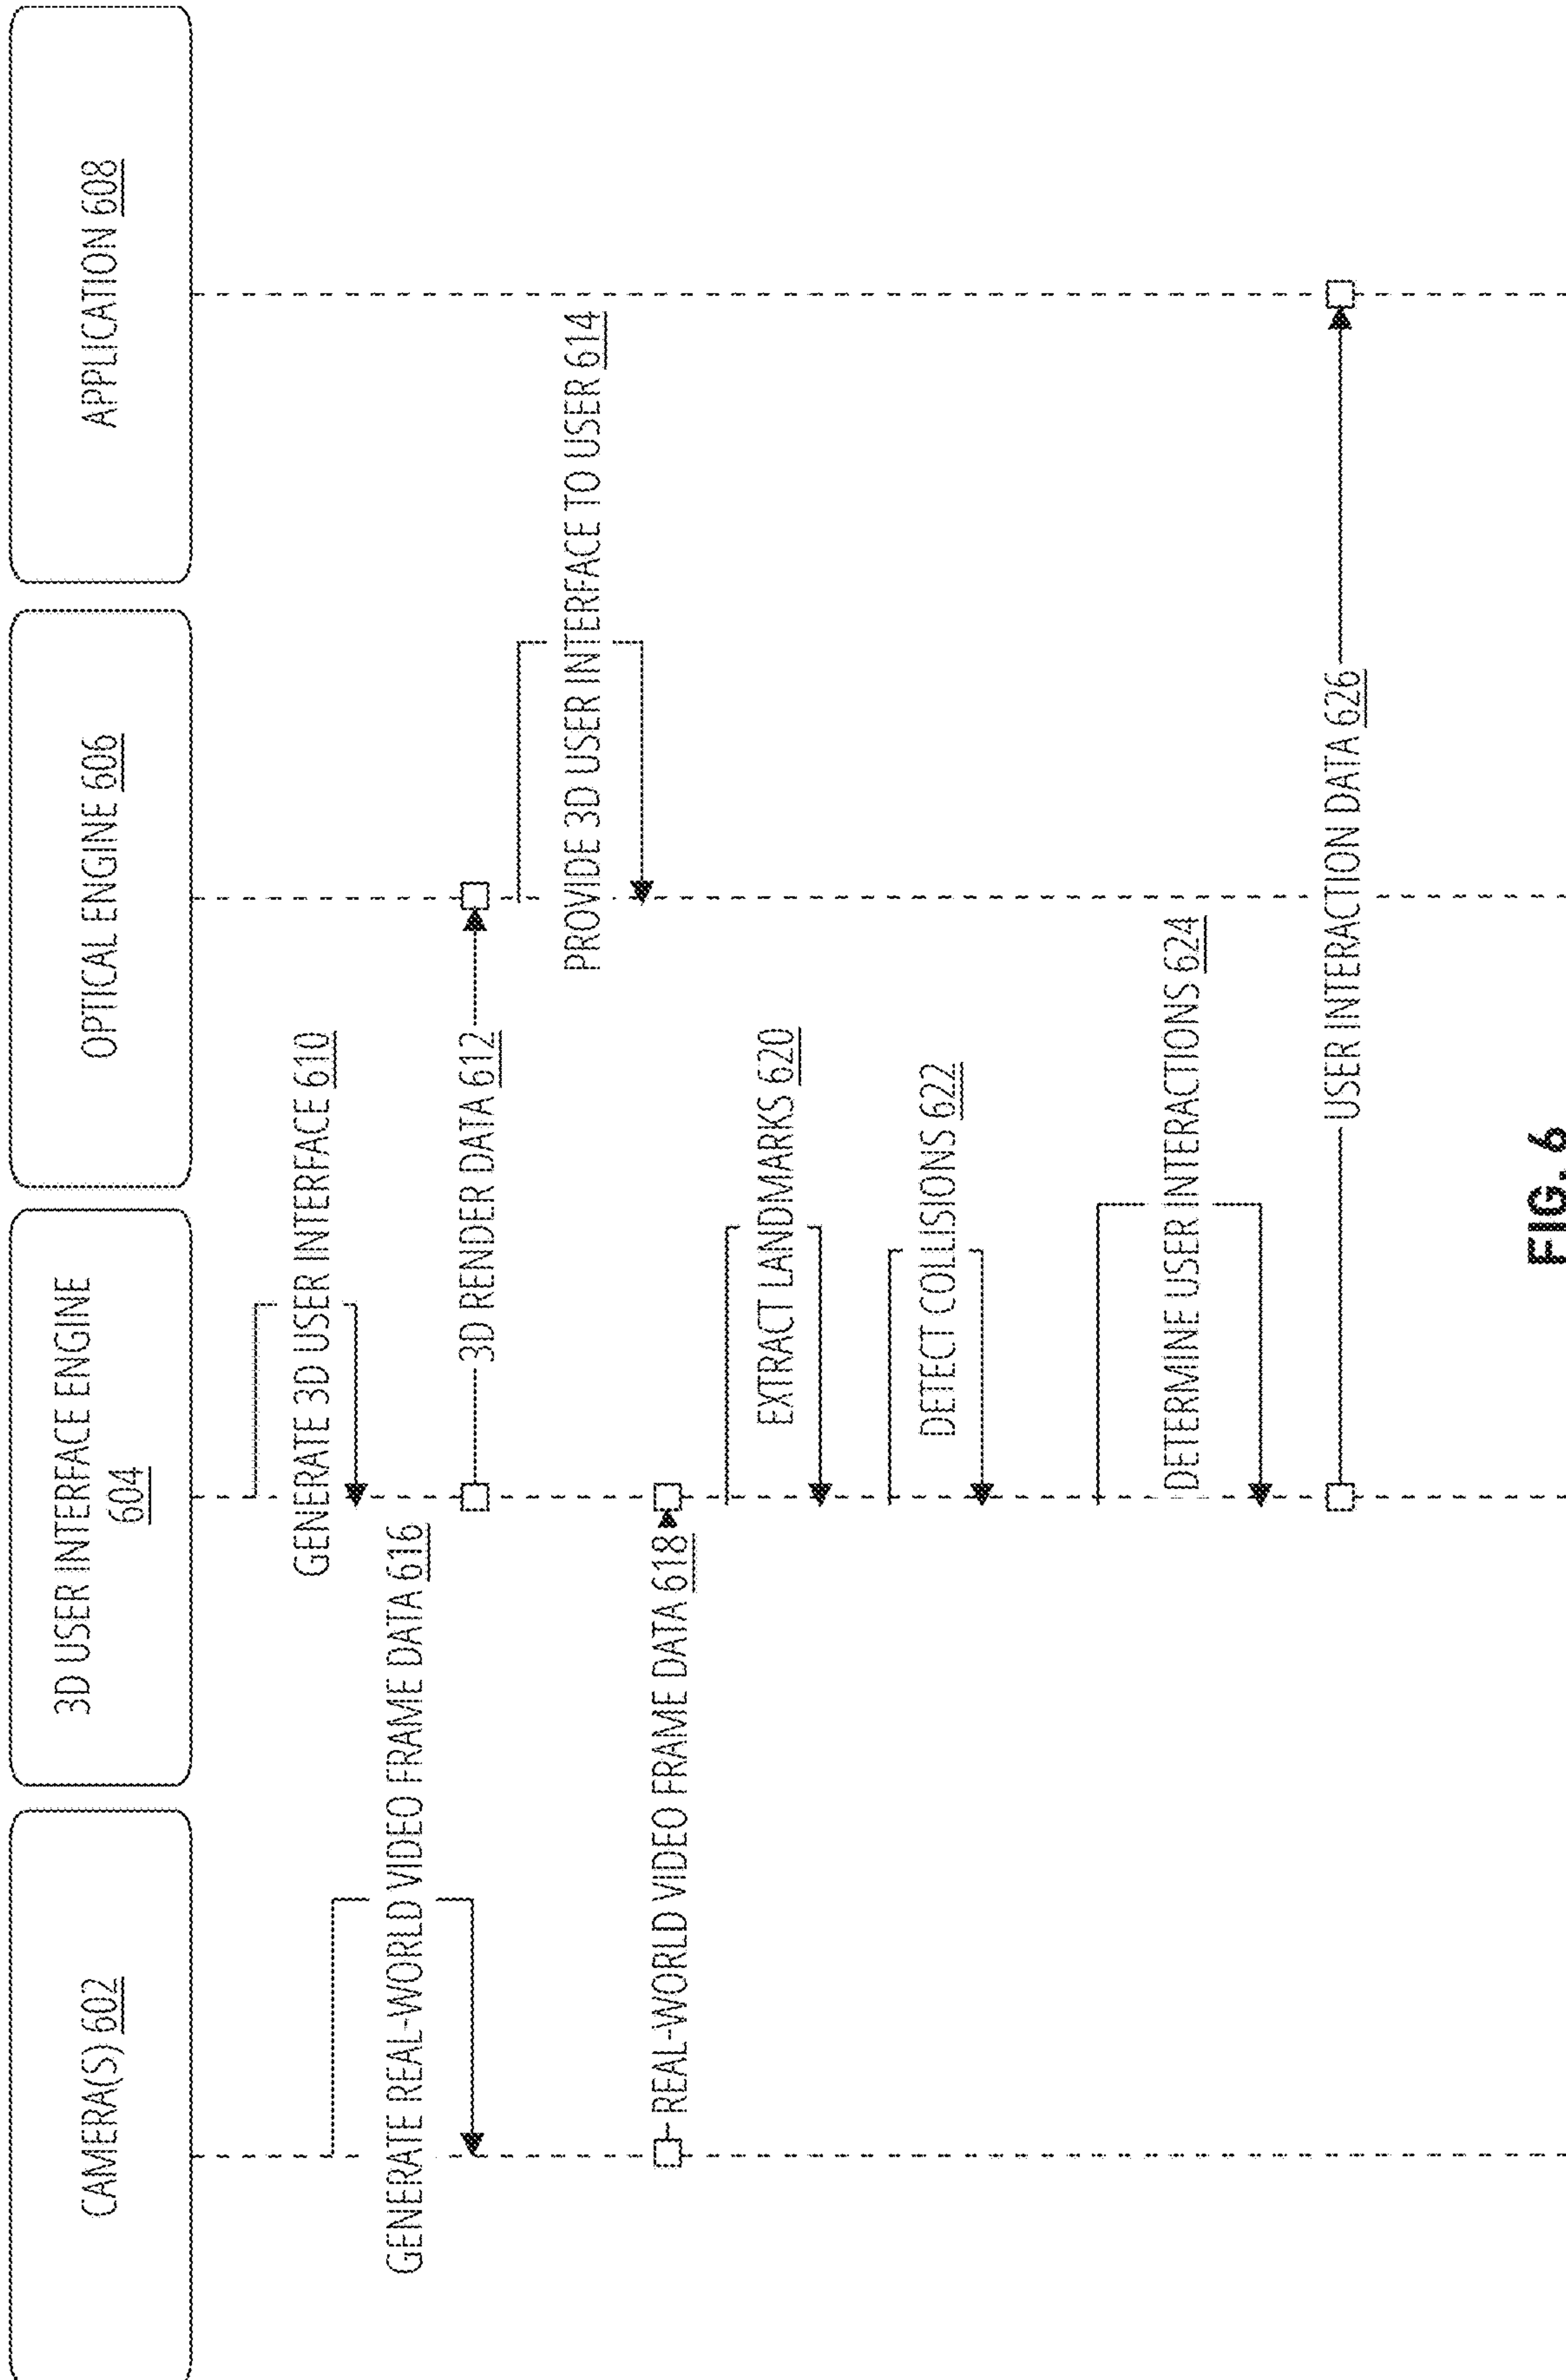 CAMERA(S) 602
3D USER INTERFACE ENGINE
604
OPTICAL ENGINE 606
APPLICATION 608
GENERATE 3D USER INTERFACE 610
GENERATE REAL-WORLD VIDEO FRAME DATA 616
3D RENDER DATA 612
PROVIDE 3D USER INTERFACE TO USER 614
REAL-WORLD VIDEO FRAME DATA 618
EXTRACT LANDMARKS 620
DETECT COLLISIONS 622
DETERMINE USER INTERACTIONS 624
USER INTERACTION DATA 626
FIG. 6